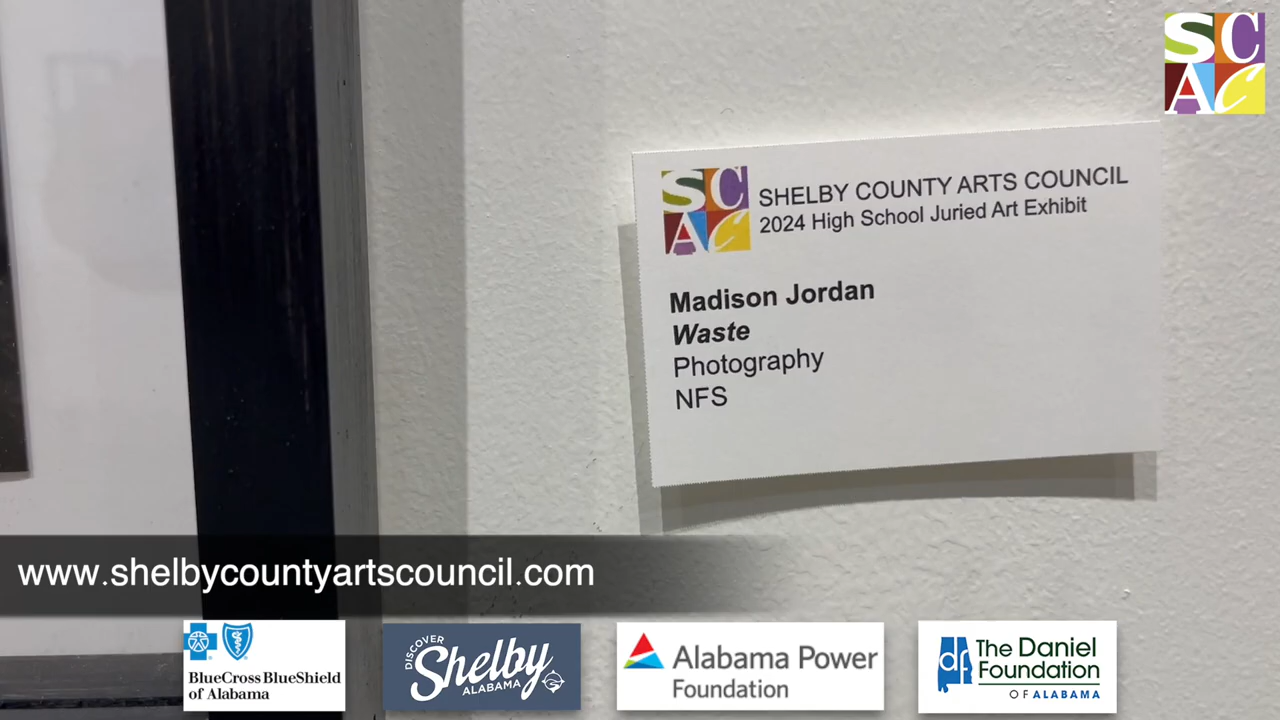 SC
AC
SC
AC
SHELBY COUNTY ARTS COUNCIL
2024 High School Juried Art Exhibit
Madison Jordan
Waste
Photography
NFS
www.shelbycountyartscouncil.com
BlueCross BlueShield
of Alabama
DISCOVER
Shelby
ALABAMA
Alabama Power
Foundation
df
The Daniel
Foundation
OF ALABAMA